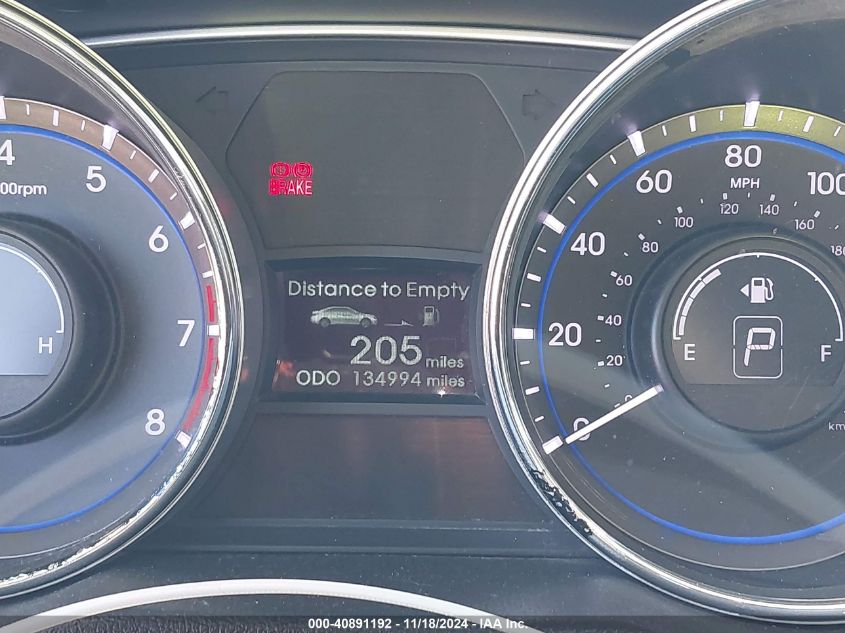 4
5
00rpm
6
7
8
H
BRAKE
Distance to Empty
205 miles
ODO 134994 miles
80
60
100
MPH
120
140
100
160
40
80
180
60
20
40
20
0
0
E
P
F
km
000-40891192 - 11/18/2024 - IAA Inc.